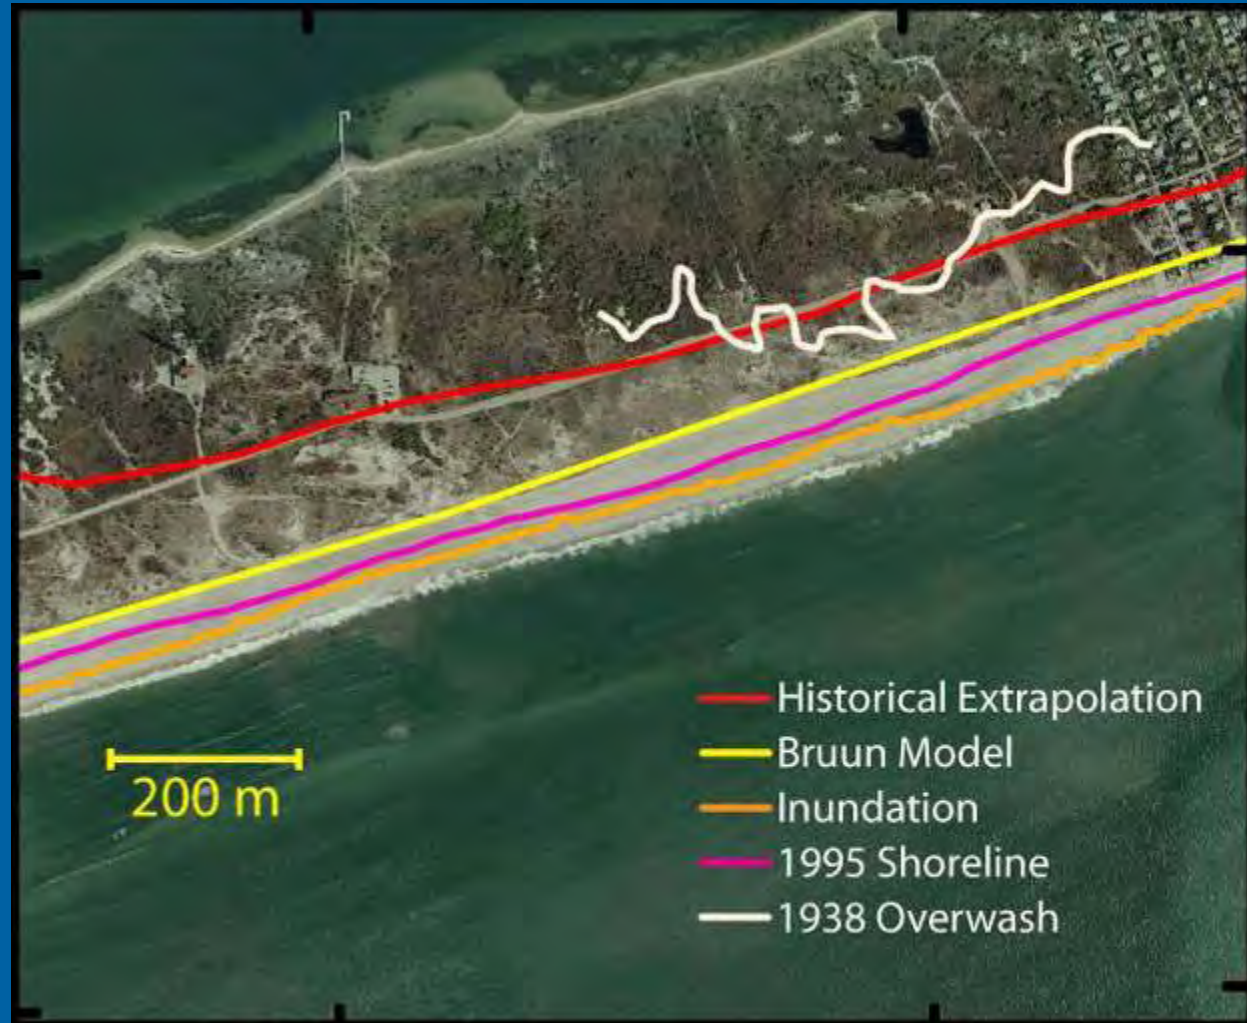 200 m
Historical Extrapolation
Bruun Model
Inundation
1995 Shoreline
1938 Overwash